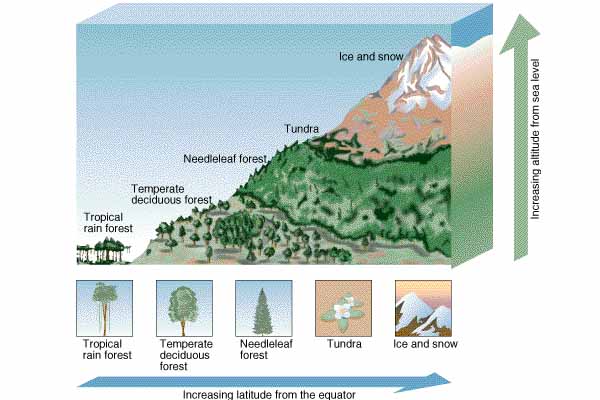 Ice and snow
Tundra
Needleleaf forest
Temperate
deciduous forest
Tropical
rain forest
Increasing altitude from sea level
Tropical
rain forest
Temperate
deciduous
forest
Needleleaf
forest
Tundra
Ice and snow
Increasing latitude from the equator